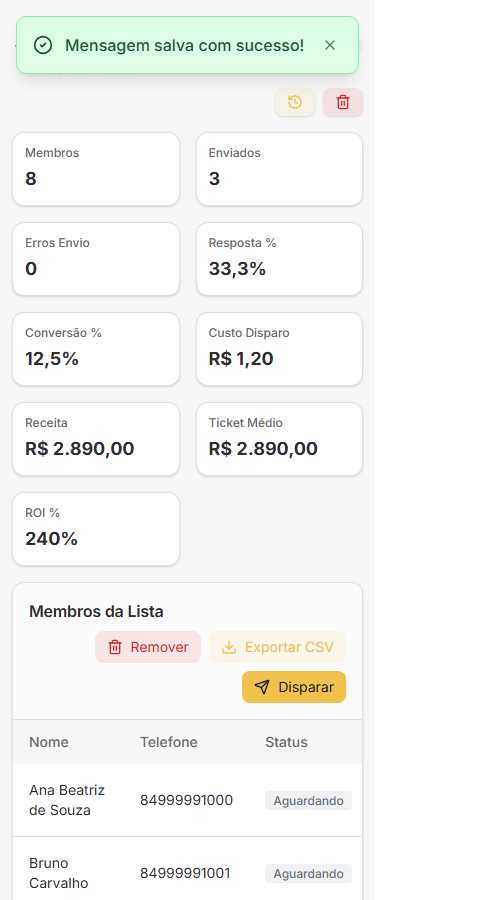 Mensagem salva com sucesso!
Membros
8
Enviados
3
Erros Envio
0
Resposta %
33,3%
Conversão %
12,5%
Custo Disparo
R$ 1,20
Receita
R$ 2.890,00
Ticket Médio
R$ 2.890,00
ROI %
240%
Membros da Lista
Remover
Exportar CSV
Disparar
Nome Telefone Status
Ana Beatriz
de Souza
84999991000
Aguardando
Bruno
Carvalho
84999991001
Aguardando